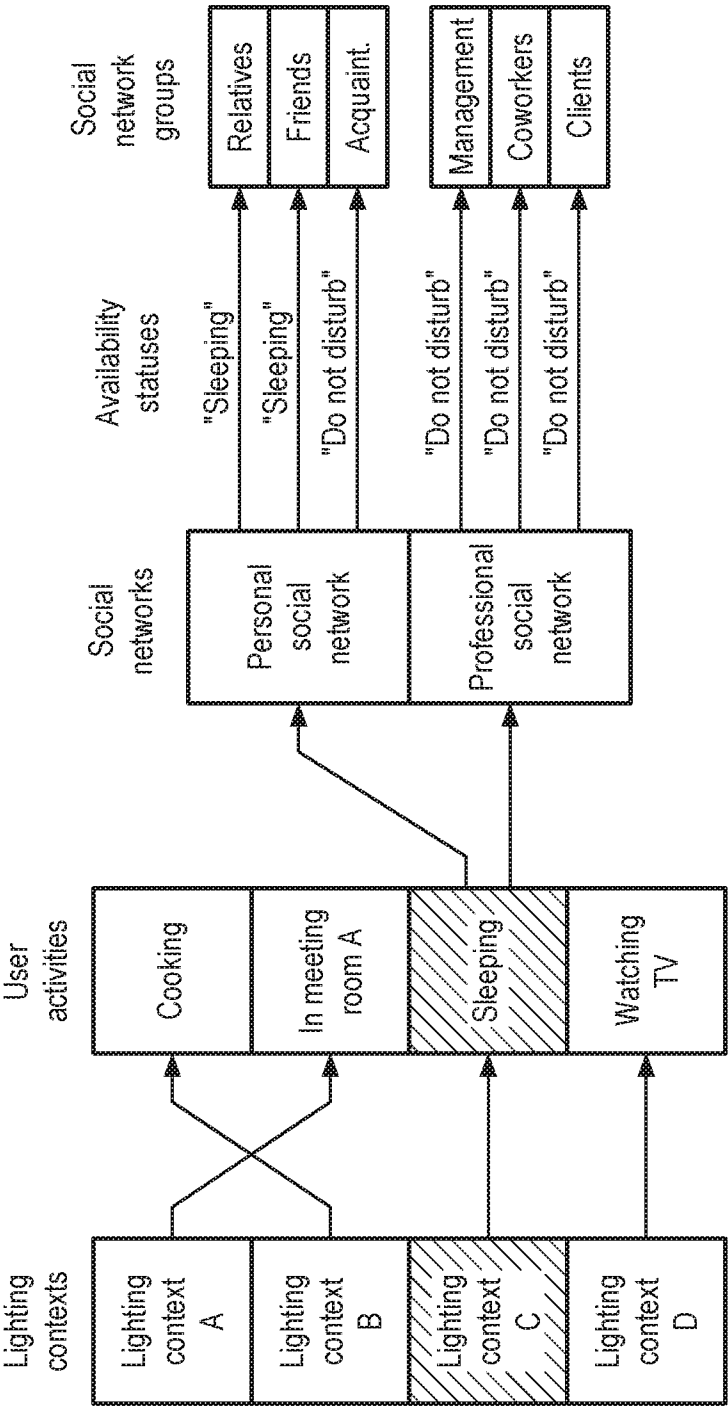 Lighting
contexts
Lighting
context
A
Lighting
context
B
Lighting
context
C
Lighting
context
D
User
activities
Cooking
In meeting
room A
Sleeping
Watching
TV
Social
networks
Personal
social
network
Professional
social
network
Availability
statuses
"Sleeping"
"Sleeping"
"Do not disturb"
"Do not disturb"
"Do not disturb"
"Do not disturb"
Social
network
groups
Relatives
Friends
Acquaint.
Management
Coworkers
Clients